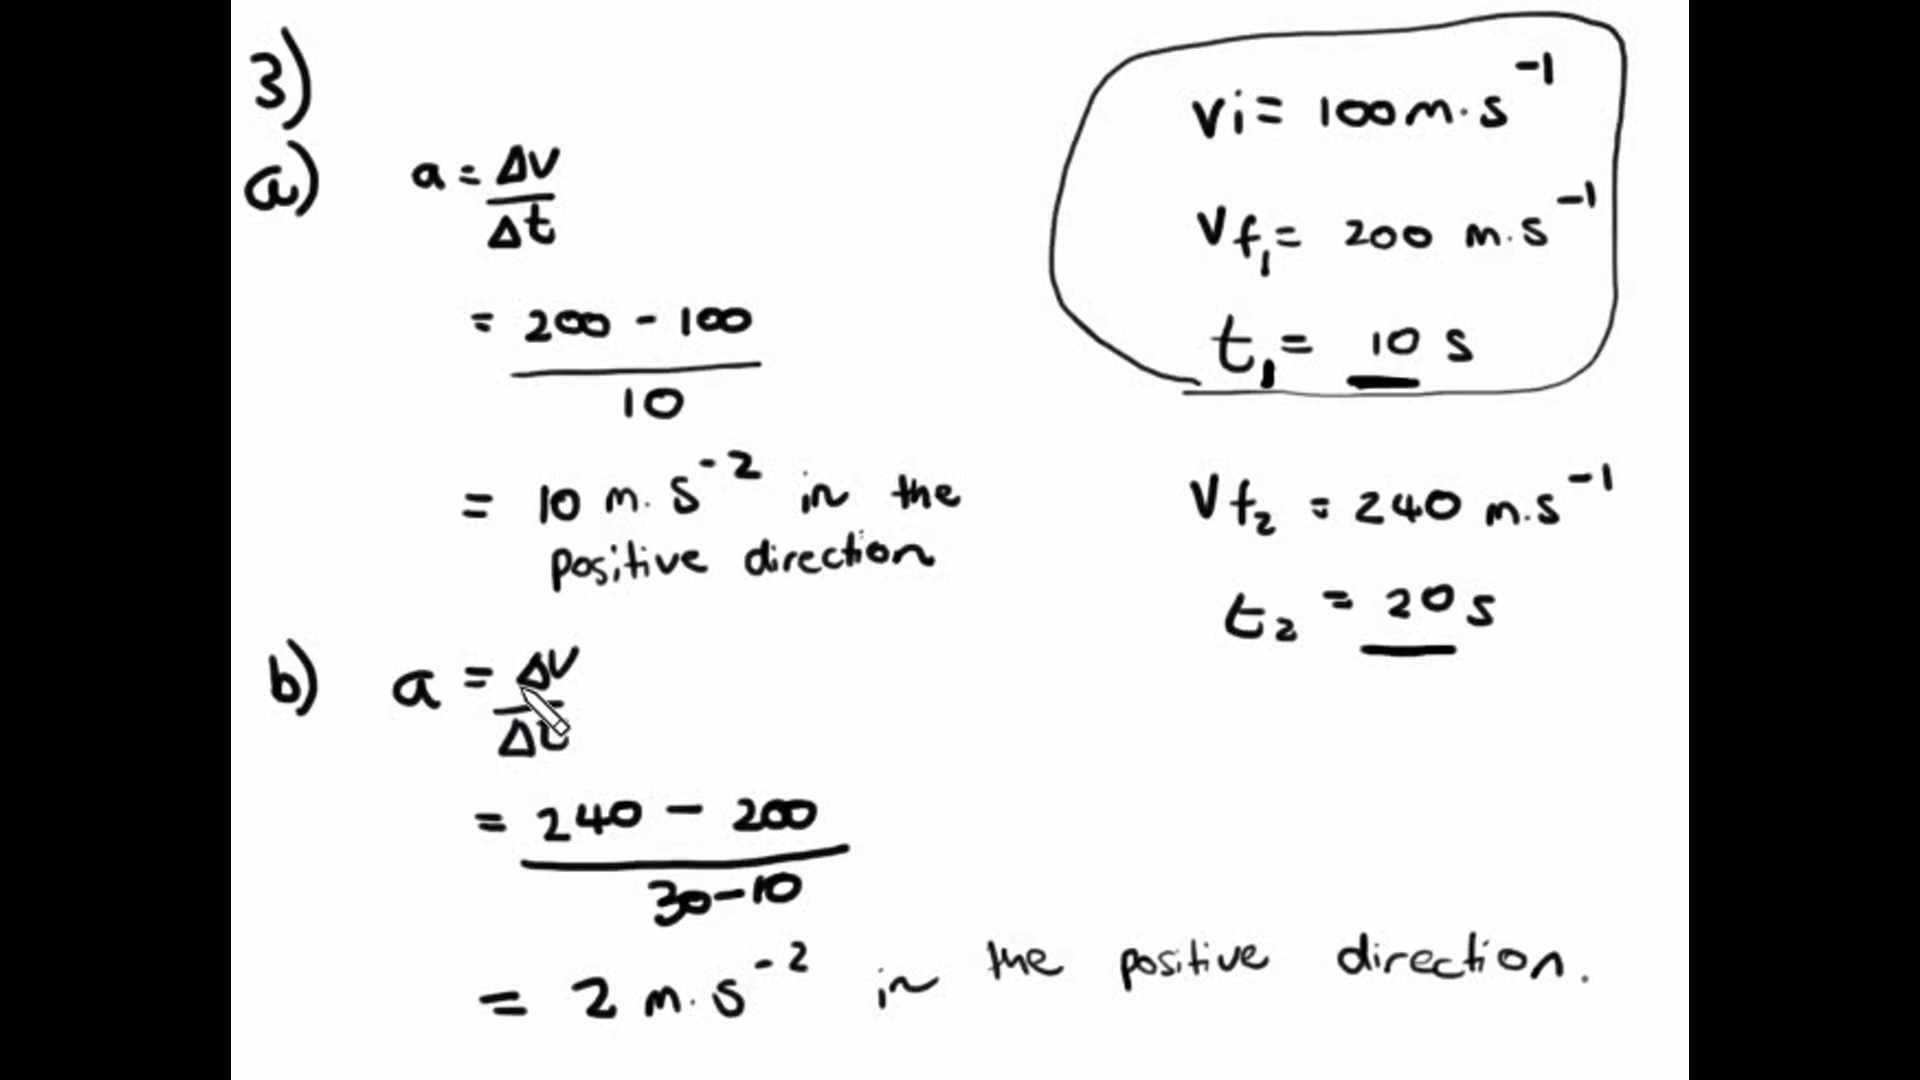 3)
a) a = Δv
Δt
= 200 - 100
10
= 10 m.s⁻² in the
positive direction
vi = 100 m.s⁻¹
vf₁ = 200 m.s⁻¹
t₁ = 10 s
vf₂ = 240 m.s⁻¹
t₂ = 20 s
b) a = Δv
Δt
= 240 - 200
30-10
= 2 m.s⁻² in the positive direction.